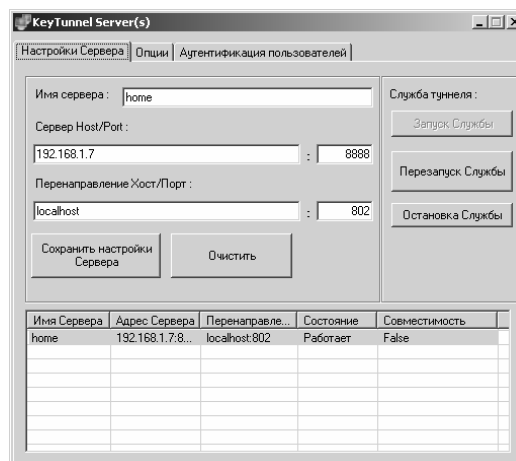 KeyTunnel Server(s)
Настройки Сервера Опции Аутентификация пользователей
Имя сервера : home
Служба туннеля :
Сервер Host/Port :
Запуск Службы
192.168.1.7 : 8888
Перезапуск Службы
Перенаправление Хост/Порт :
localhost : 802
Остановка Службы
Сохранить настройки
Сервера
Очистить
Имя Сервера Адрес Сервера Перенаправле... Состояние Совместимость
home 192.168.1.7:8... localhost:802 Работает False